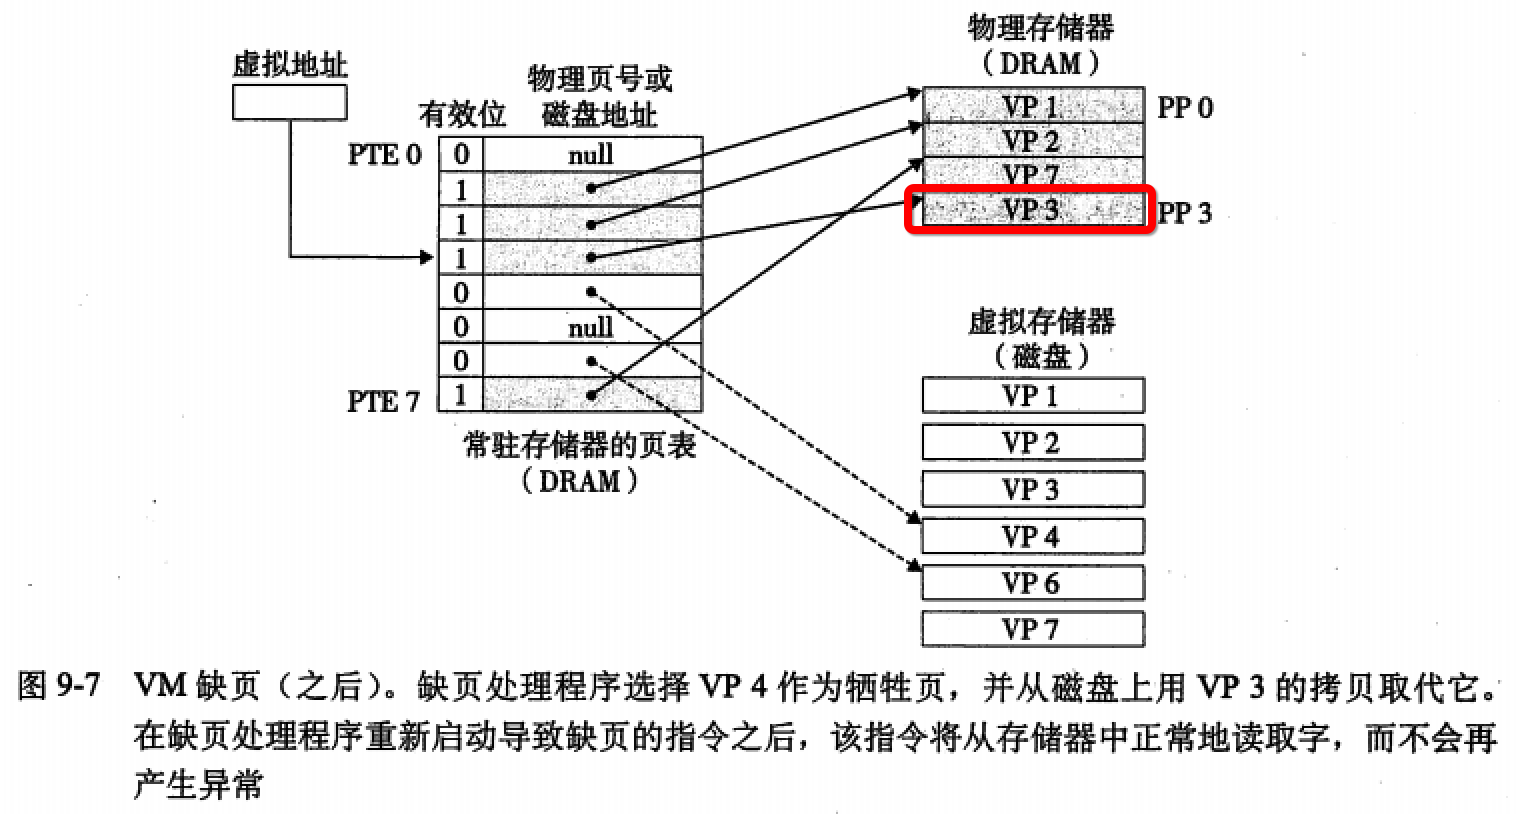 虚拟地址
物理页号或
磁盘地址
有效位
PTE 0
0
null
1
1
1
0
0
null
0
PTE 7
1
常驻存储器的页表
(DRAM)
物理存储器
(DRAM)
VP 1
PP 0
VP 2
VP 7
VP 3
PP 3
虚拟存储器
(磁盘)
VP 1
VP 2
VP 3
VP 4
VP 6
VP 7
图 9-7 VM 缺页(之后)。缺页处理程序选择 VP 4 作为牺牲页,并从磁盘上用 VP 3 的拷贝取代它。
在缺页处理程序重新启动导致缺页的指令之后,该指令将从存储器中正常地读取字,而不会再
产生异常